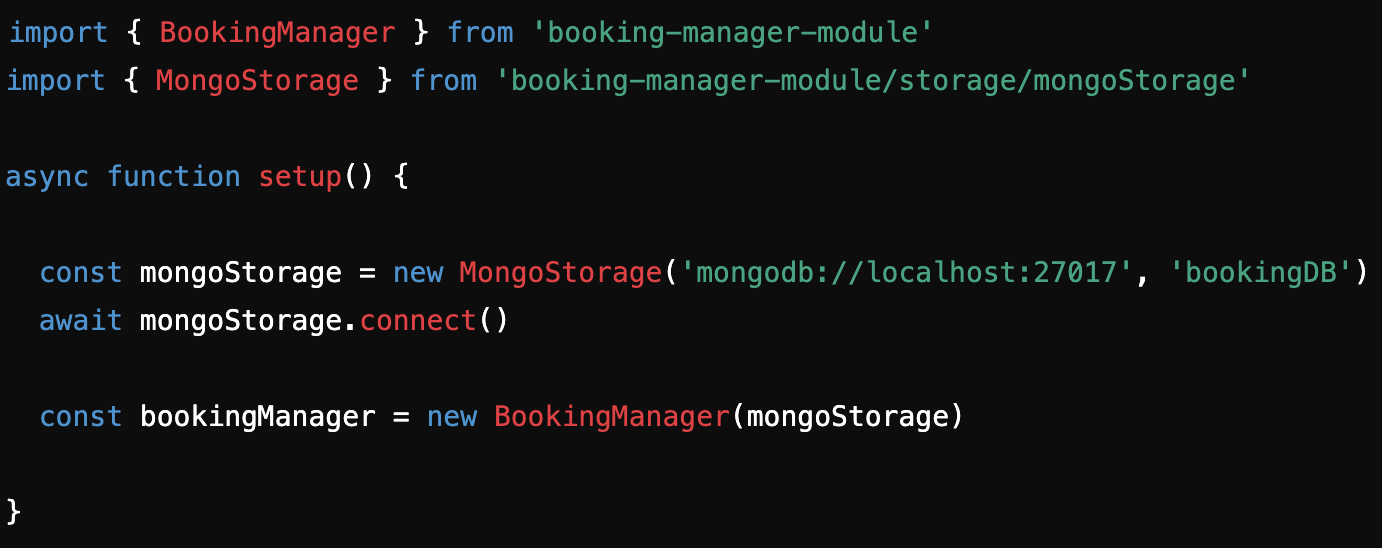 import { BookingManager } from 'booking-manager-module'
import { MongoStorage } from 'booking-manager-module/storage/mongoStorage'
async function setup() {
const mongoStorage = new MongoStorage('mongodb://localhost:27017', 'bookingDB')
await mongoStorage.connect()
const bookingManager = new BookingManager(mongoStorage)
}